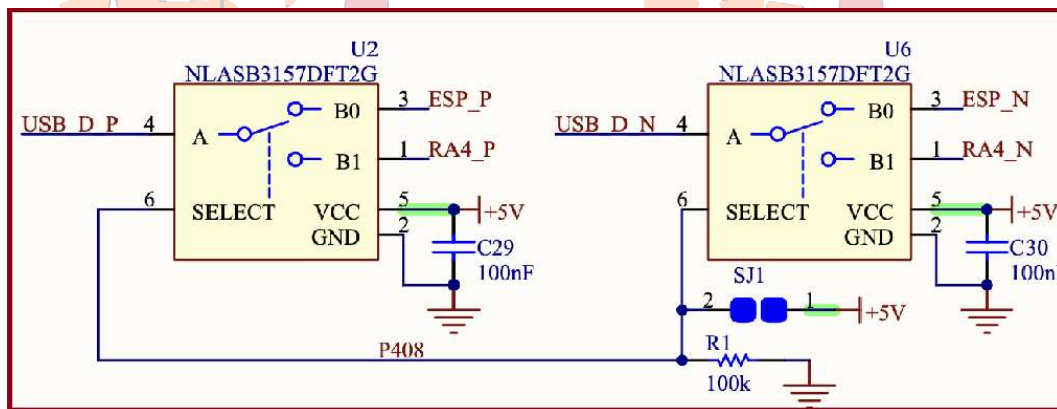 U2
NLASB3157DFT2G
USB_D_P 4 A B0 3 ESP_P
B1 1 RA4_P
6 SELECT VCC 5 +5V
GND 2
C29
100nF
U6
NLASB3157DFT2G
USB_D_N 4 A B0 3 ESP_N
B1 1 RA4_N
6 SELECT VCC 5 +5V
GND 2
C30
SJ1
2 1 +5V
P408
R1
100k